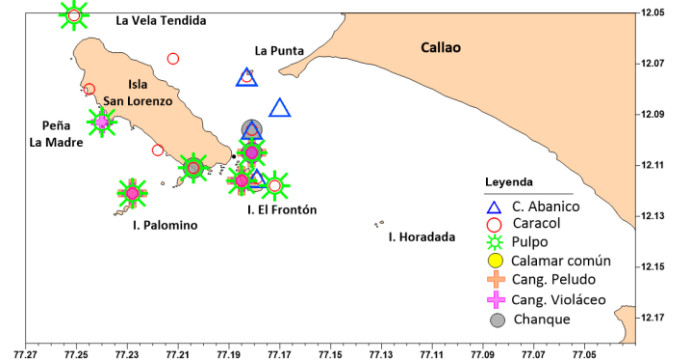 La Vela Tendida
La Punta
Callao
Isla
San Lorenzo
Peña
La Madre
I. Palomino
I. El Frontón
I. Horadada
Leyenda
C. Abanico
Caracol
Pulpo
Calamar común
Cang. Peludo
Cang. Violáceo
Chanque
12.05
12.07
12.09
12.11
12.13
12.15
12.17
77.27 77.25 77.23 77.21 77.19 77.17 77.15 77.13 77.11 77.09 77.07 77.05